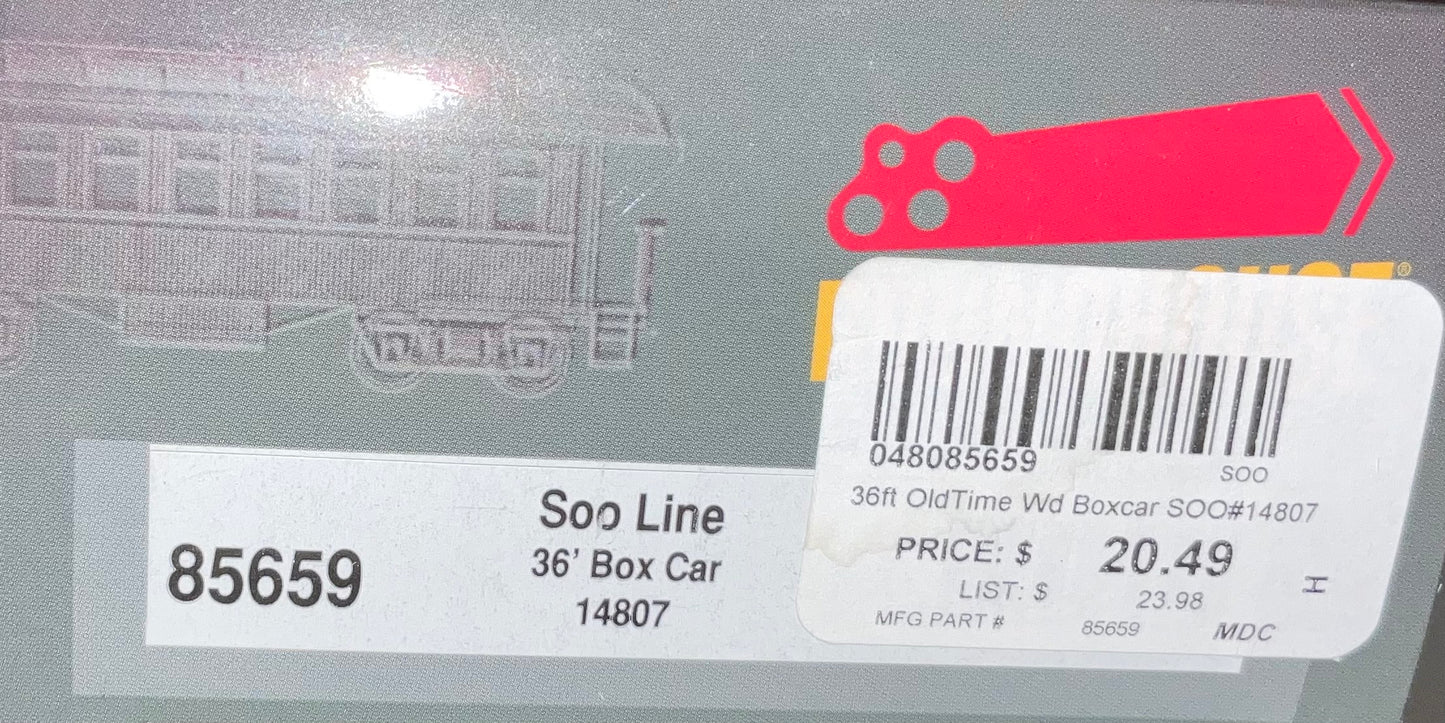 ®
048085659
SOO
36ft OldTime Wd Boxcar SOO#14807
PRICE: $ 20.49
LIST: $ 23.98
H
MFG PART # 85659 MDC
Soo Line
85659
36' Box Car
14807